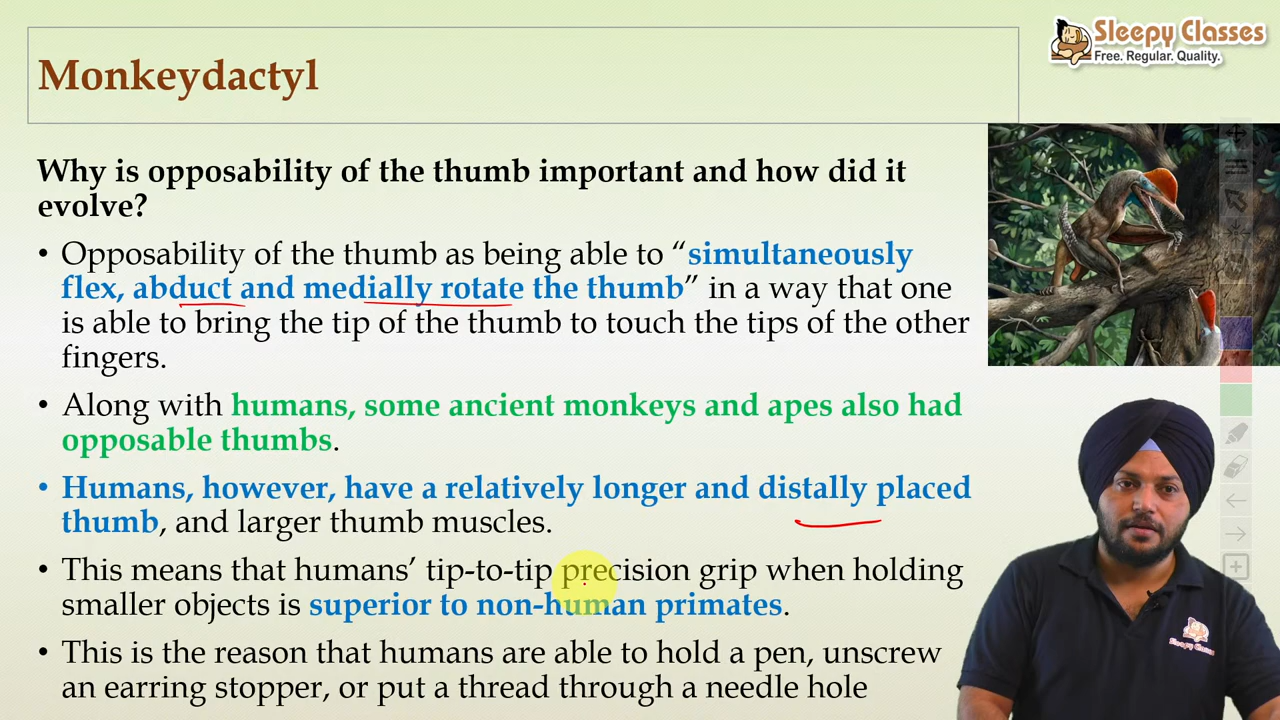 Sleepy Classes
Free. Regular. Quality.
Monkeydactyl
Why is opposability of the thumb important and how did it
evolve?
• Opposability of the thumb as being able to “simultaneously
flex, abduct and medially rotate the thumb” in a way that one
is able to bring the tip of the thumb to touch the tips of the other
fingers.
• Along with humans, some ancient monkeys and apes also had
opposable thumbs.
• Humans, however, have a relatively longer and distally placed
thumb, and larger thumb muscles.
• This means that humans’ tip-to-tip precision grip when holding
smaller objects is superior to non-human primates.
• This is the reason that humans are able to hold a pen, unscrew
an earring stopper, or put a thread through a needle hole
Sleepy Classes